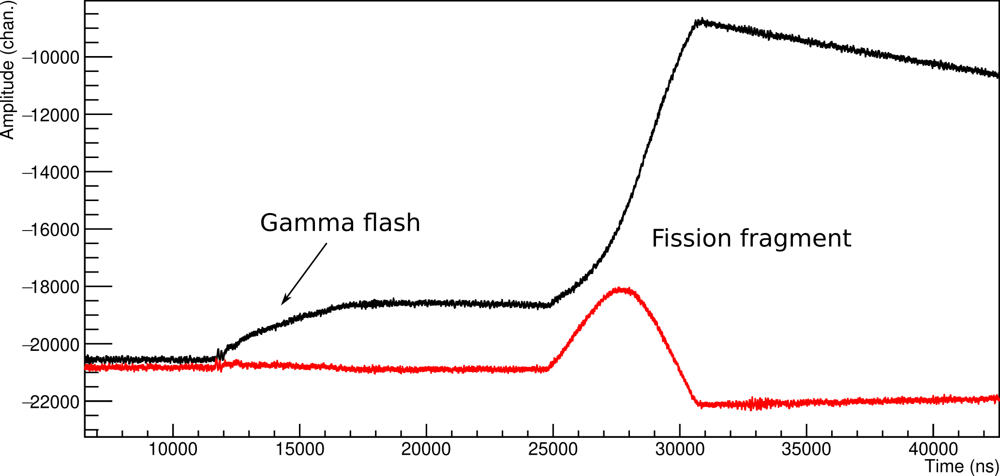 Amplitude (chan.)
−10000
−12000
−14000
−16000
−18000
−20000
−22000
Gamma flash
Fission fragment
10000 15000 20000 25000 30000 35000 40000
Time (ns)